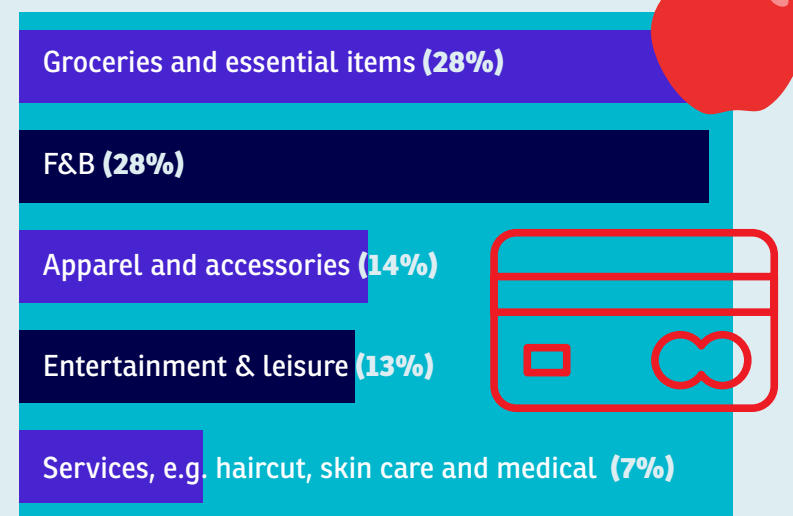 Groceries and essential items (28%)
F&B (28%)
Apparel and accessories (14%)
Entertainment & leisure (13%)
Services, e.g. haircut, skin care and medical (7%)